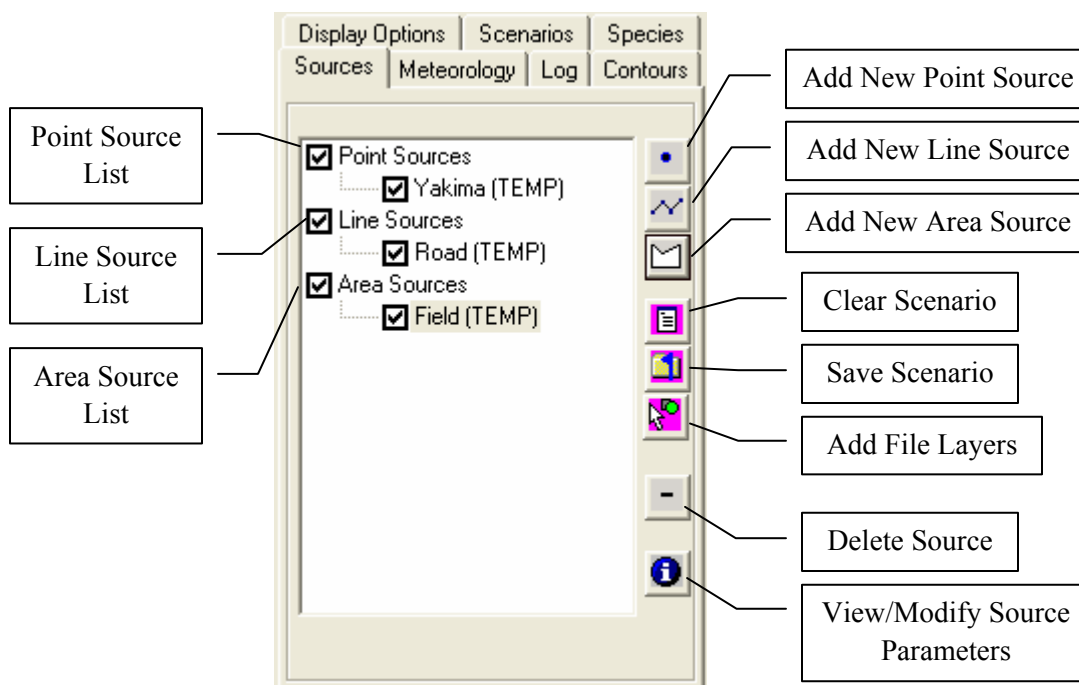 Display Options Scenarios Species
Sources Meteorology Log Contours
Point Source
List
Line Source
List
Area Source
List
Point Sources
Yakima (TEMP)
Line Sources
Road (TEMP)
Area Sources
Field (TEMP)
Add New Point Source
Add New Line Source
Add New Area Source
Clear Scenario
Save Scenario
Add File Layers
Delete Source
View/Modify Source
Parameters